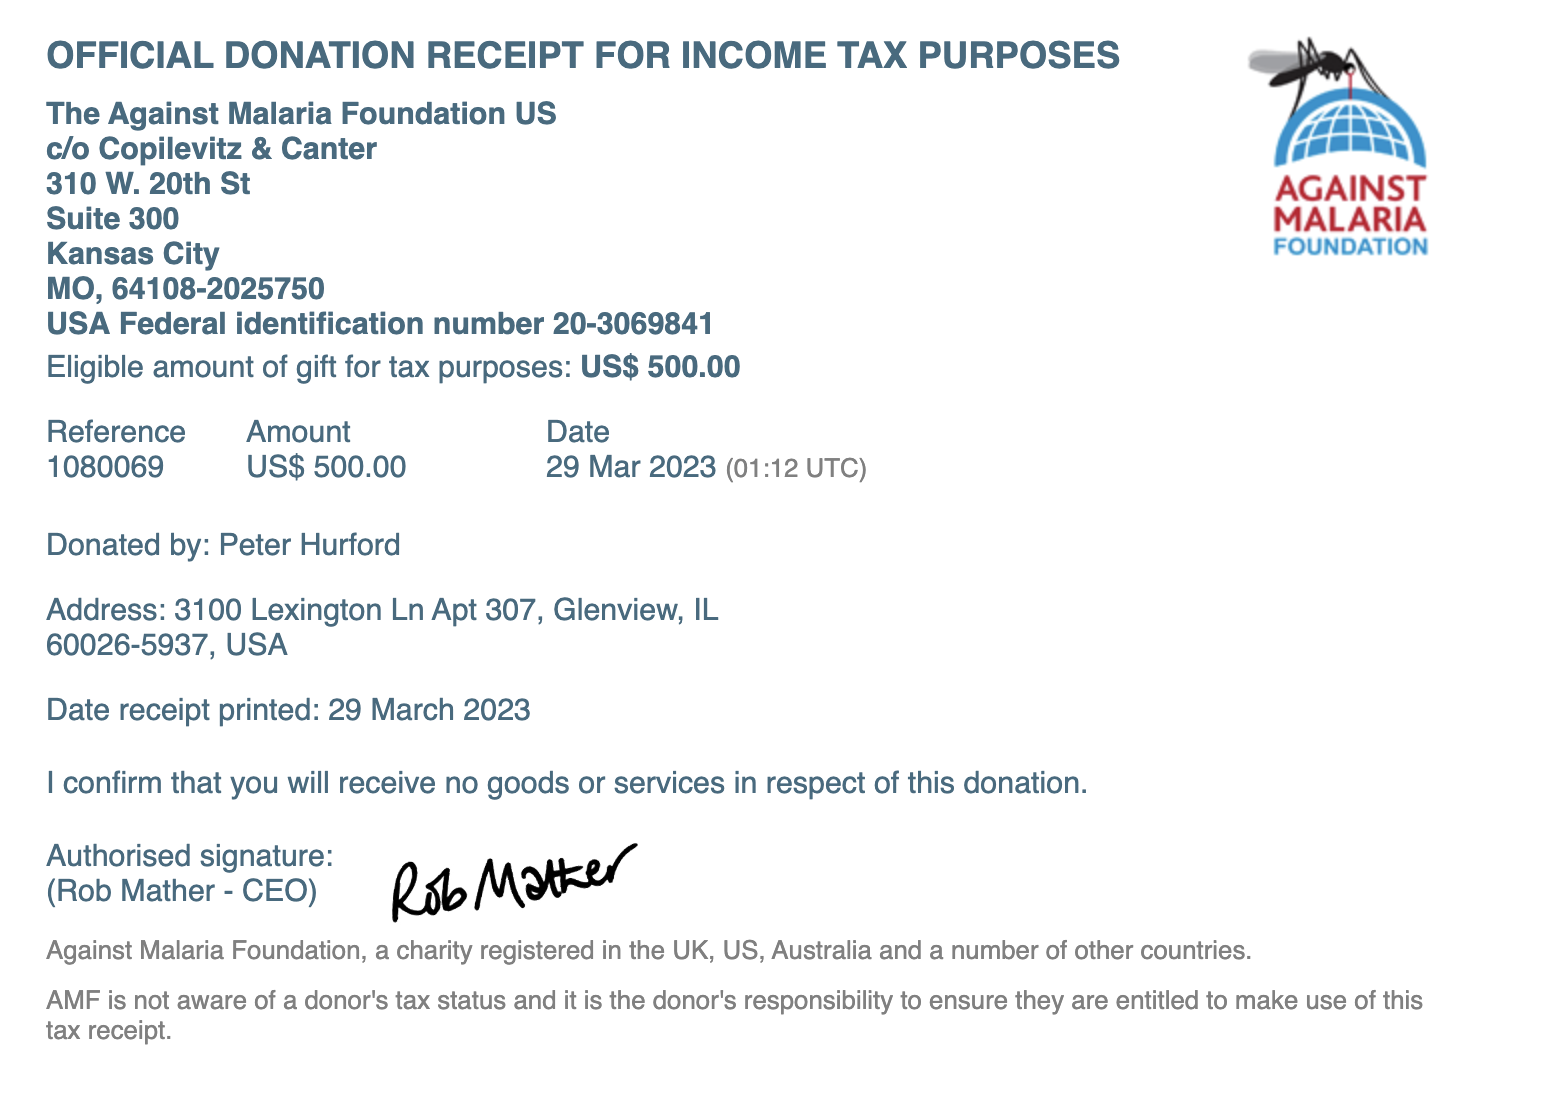 OFFICIAL DONATION RECEIPT FOR INCOME TAX PURPOSES
The Against Malaria Foundation US
c/o Copilevitz & Canter
310 W. 20th St
Suite 300
Kansas City
MO, 64108-2025750
USA Federal identification number 20-3069841
Eligible amount of gift for tax purposes: US$ 500.00
AGAINST
MALARIA
FOUNDATION
Reference Amount Date
1080069 US$ 500.00 29 Mar 2023 (01:12 UTC)
Donated by: Peter Hurford
Address: 3100 Lexington Ln Apt 307, Glenview, IL
60026-5937, USA
Date receipt printed: 29 March 2023
I confirm that you will receive no goods or services in respect of this donation.
Authorised signature:
(Rob Mather - CEO)
Rob Mather
Against Malaria Foundation, a charity registered in the UK, US, Australia and a number of other countries.
AMF is not aware of a donor's tax status and it is the donor's responsibility to ensure they are entitled to make use of this
tax receipt.